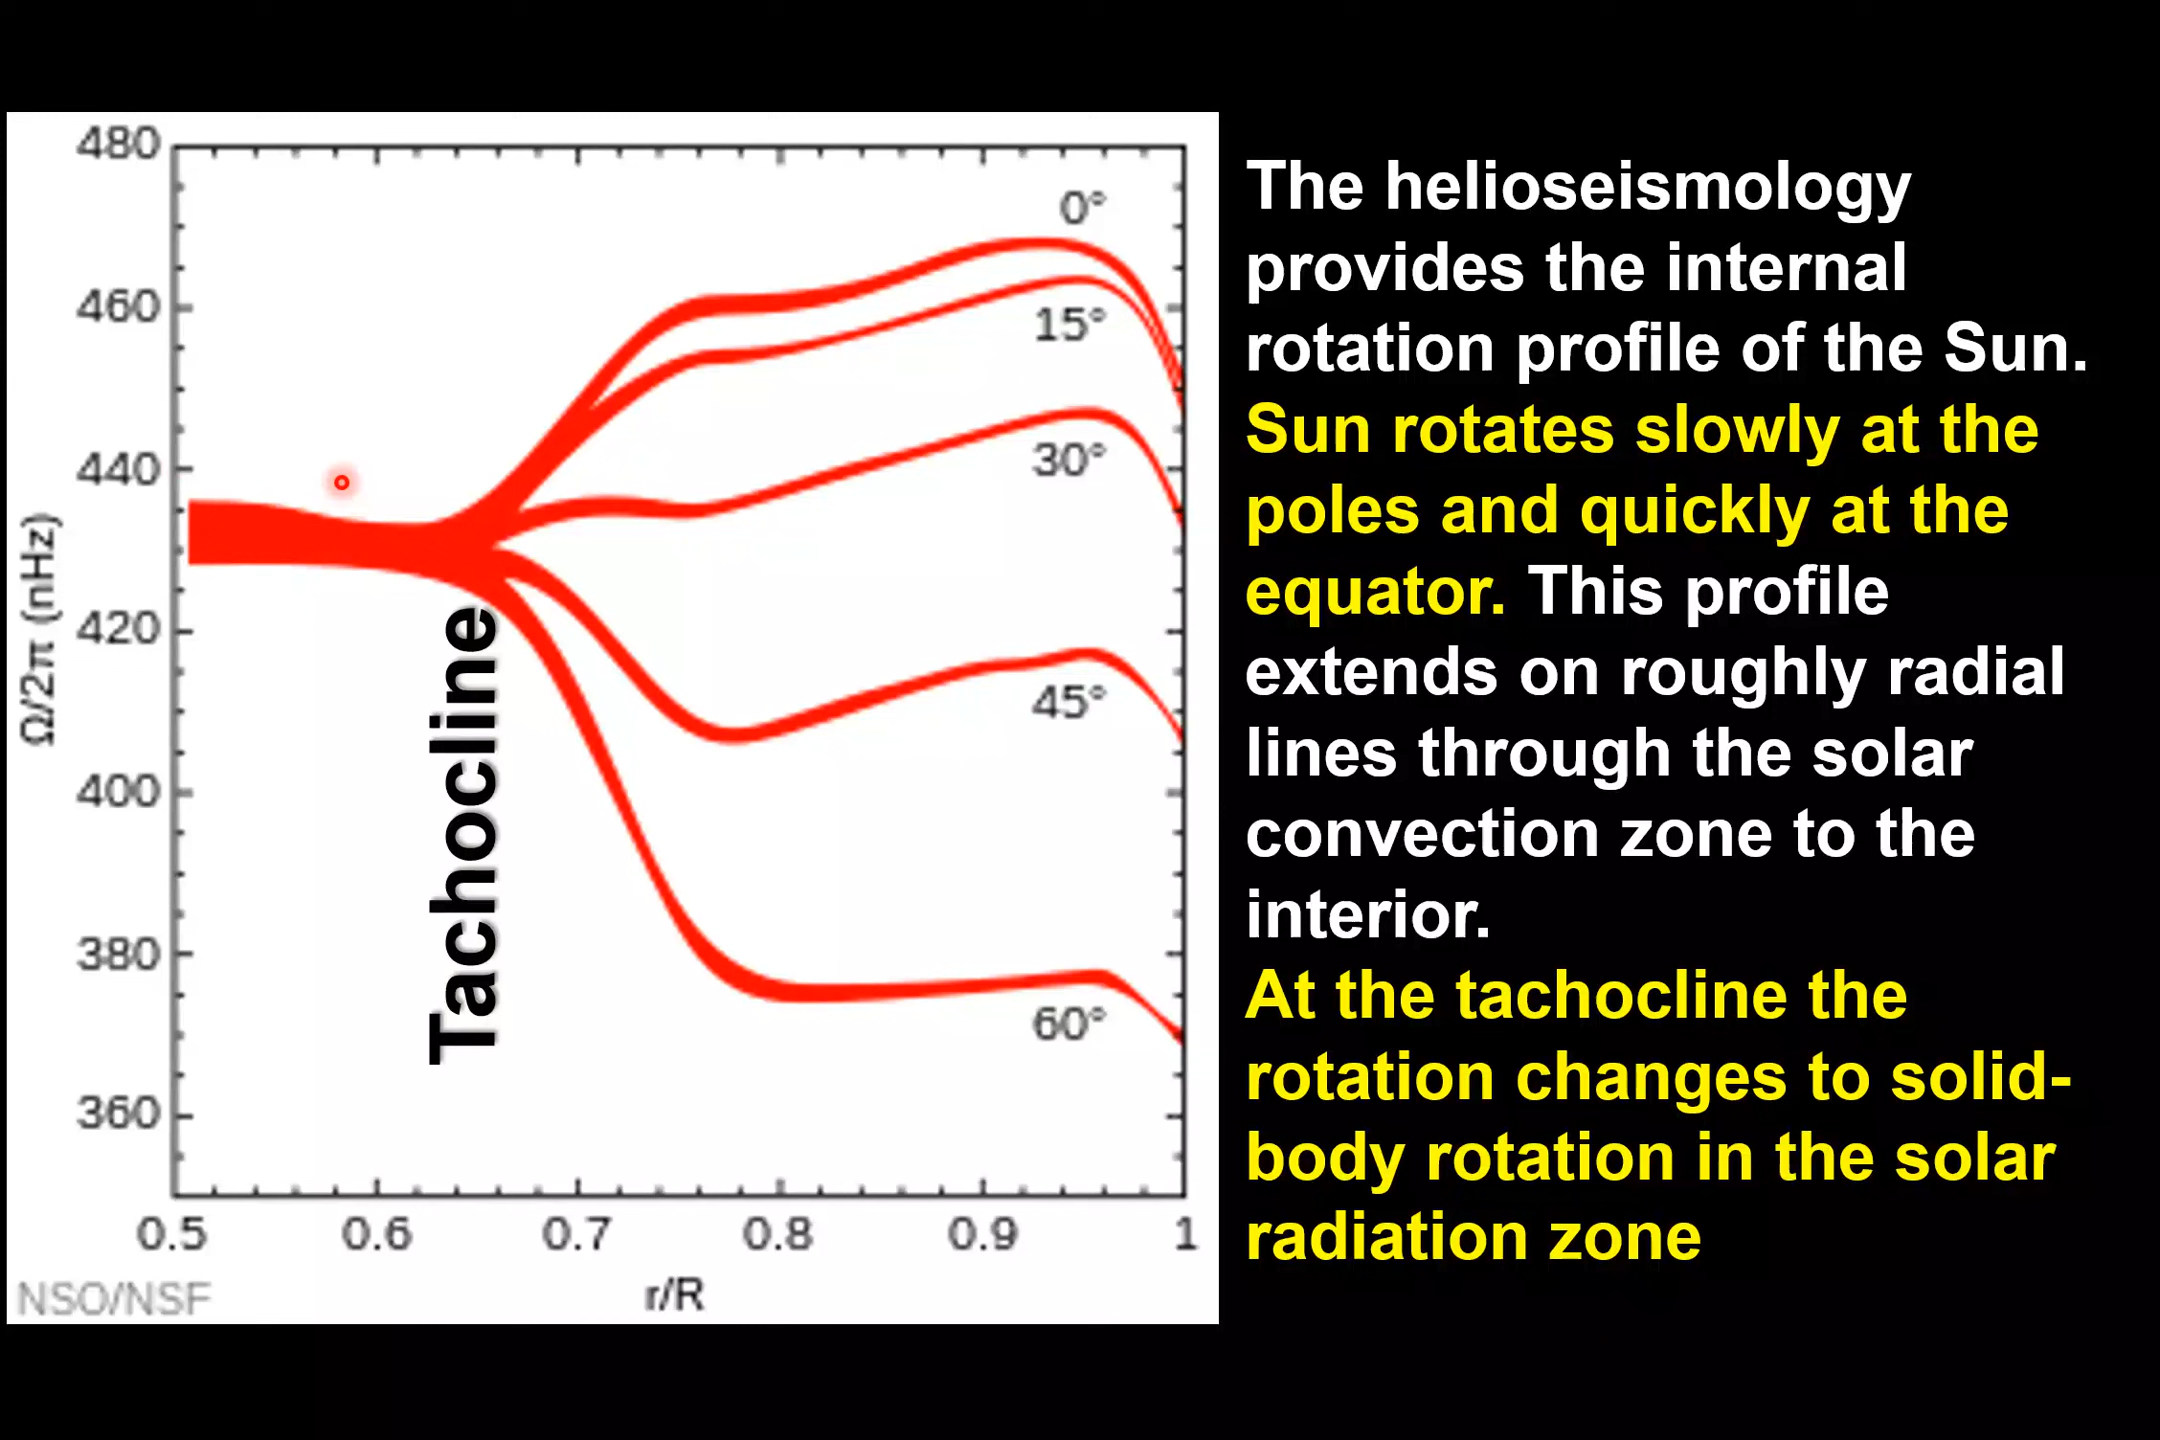 480
460
440
420
400
380
360
Ω/2π (nHz)
0°
15°
30°
45°
60°
Tachocline
0.5 0.6 0.7 0.8 0.9 1
r/R
NSO/NSF
The helioseismology
provides the internal
rotation profile of the Sun.
Sun rotates slowly at the
poles and quickly at the
equator. This profile
extends on roughly radial
lines through the solar
convection zone to the
interior.
At the tachocline the
rotation changes to solid-
body rotation in the solar
radiation zone